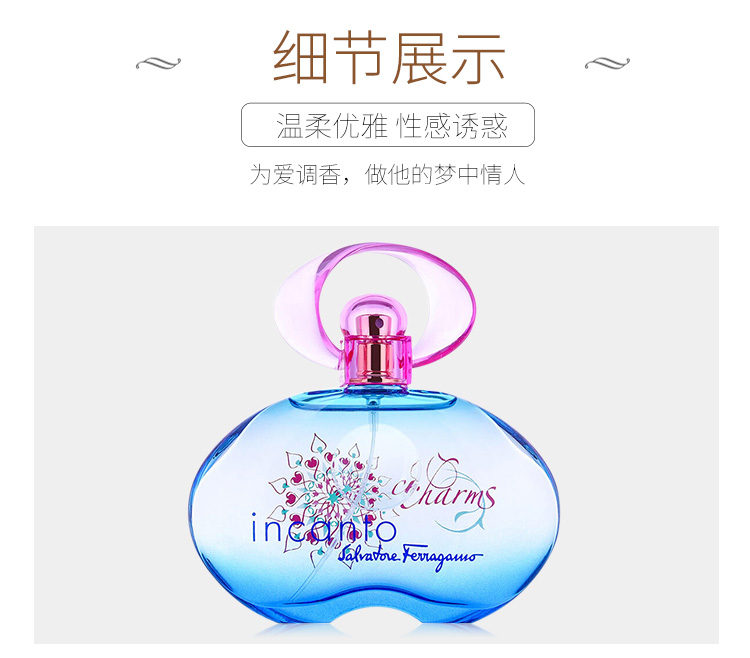 细节展示
温柔优雅 性感诱惑
为爱调香，做他的梦中情人
charms
incanto
Salvatore Ferragamo